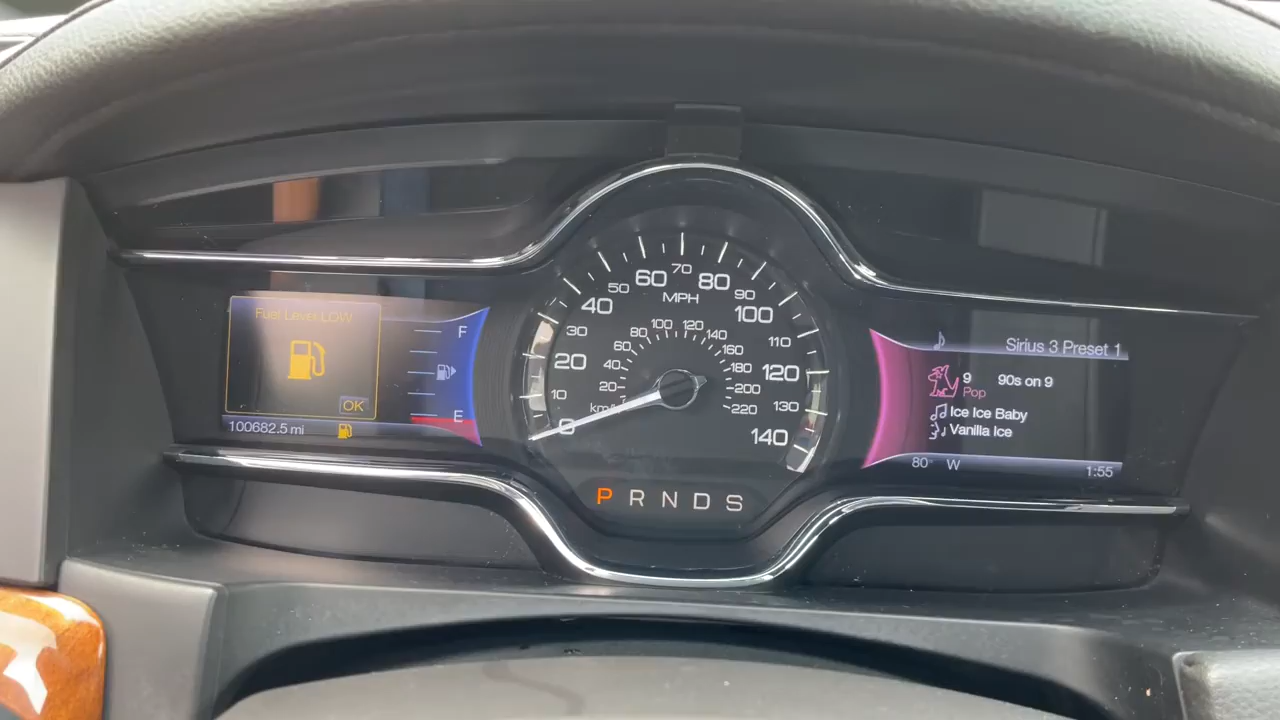 Fuel Level LOW
OK
F
E
100682.5 mi
0
10
20
30
40
50
60
70
80
90
100
110
120
130
140
MPH
km/h
20
40
60
80
100
120
140
160
180
200
220
P R N D S
Sirius 3 Preset 1
9 90s on 9
Pop
Ice Ice Baby
Vanilla Ice
80° W
1:55